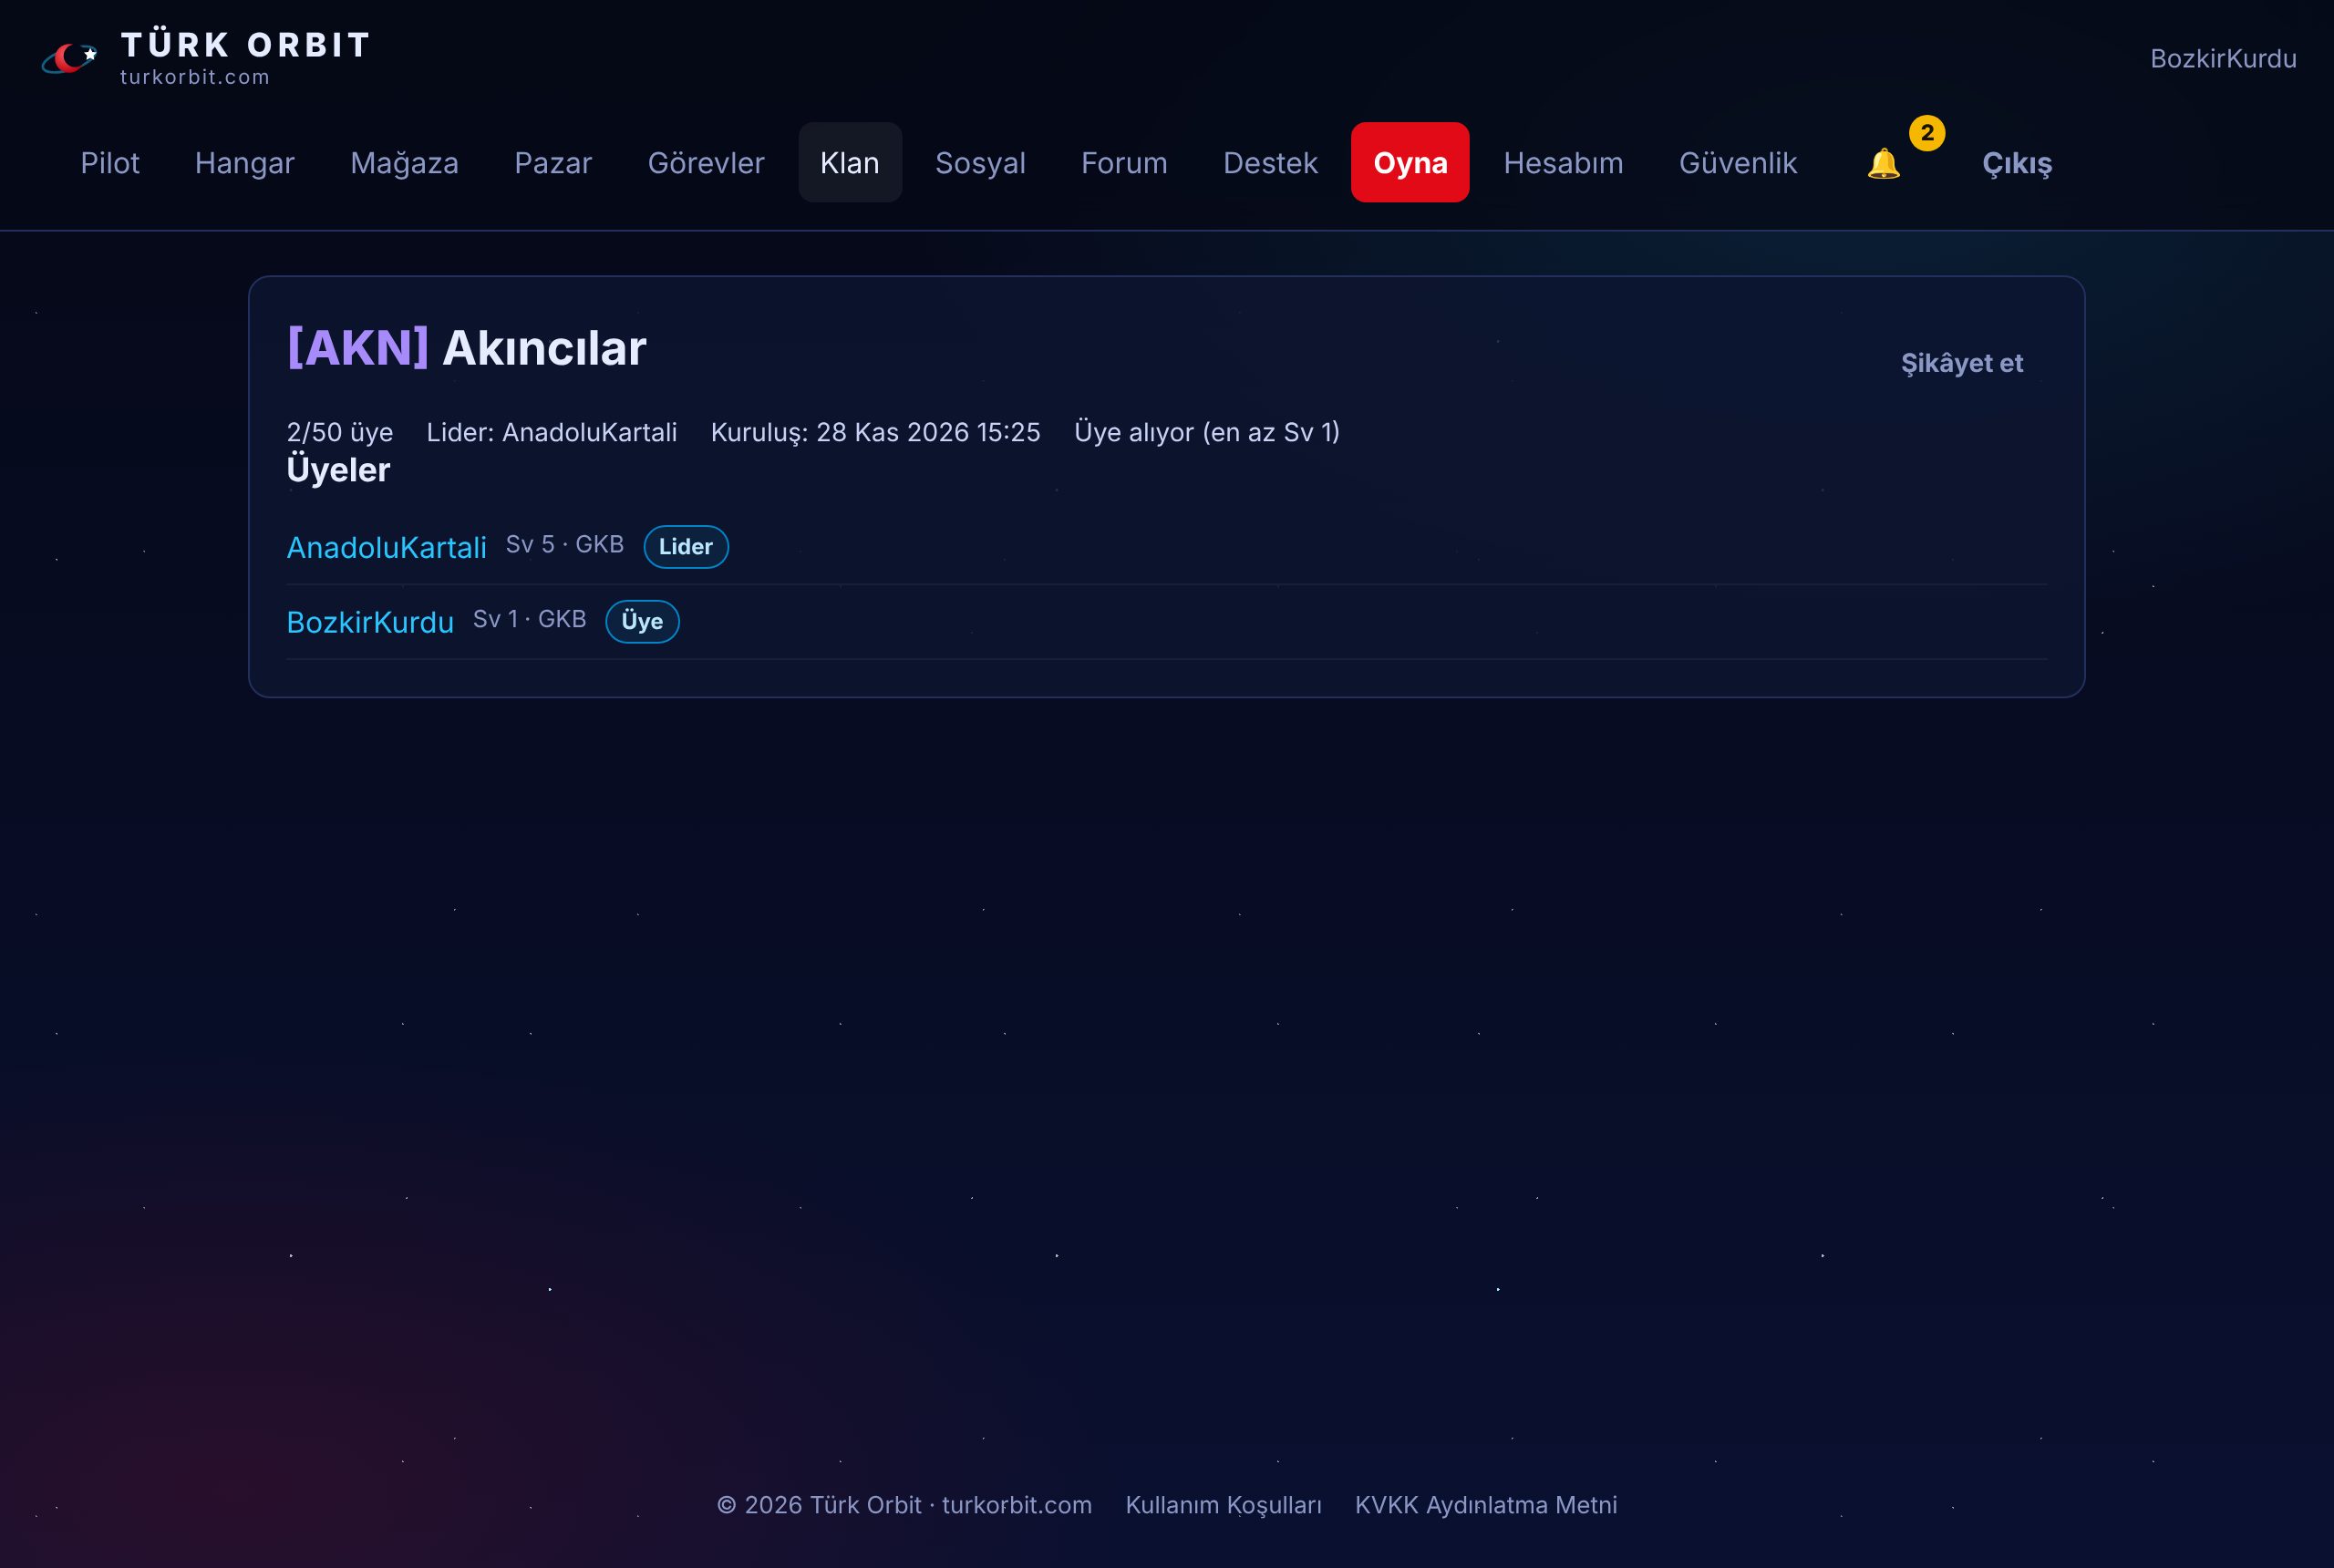 TÜRK ORBIT
turkorbit.com
BozkirKurdu
Pilot Hangar Mağaza Pazar Görevler Klan Sosyal Forum Destek Oyna Hesabım Güvenlik 🔔 2 Çıkış
[AKN] Akıncılar
Şikâyet et
2/50 üye Lider: AnadoluKartali Kuruluş: 28 Kas 2026 15:25 Üye alıyor (en az Sv 1)
Üyeler
AnadoluKartali Sv 5 · GKB Lider
BozkirKurdu Sv 1 · GKB Üye
© 2026 Türk Orbit · turkorbit.com Kullanım Koşulları KVKK Aydınlatma Metni